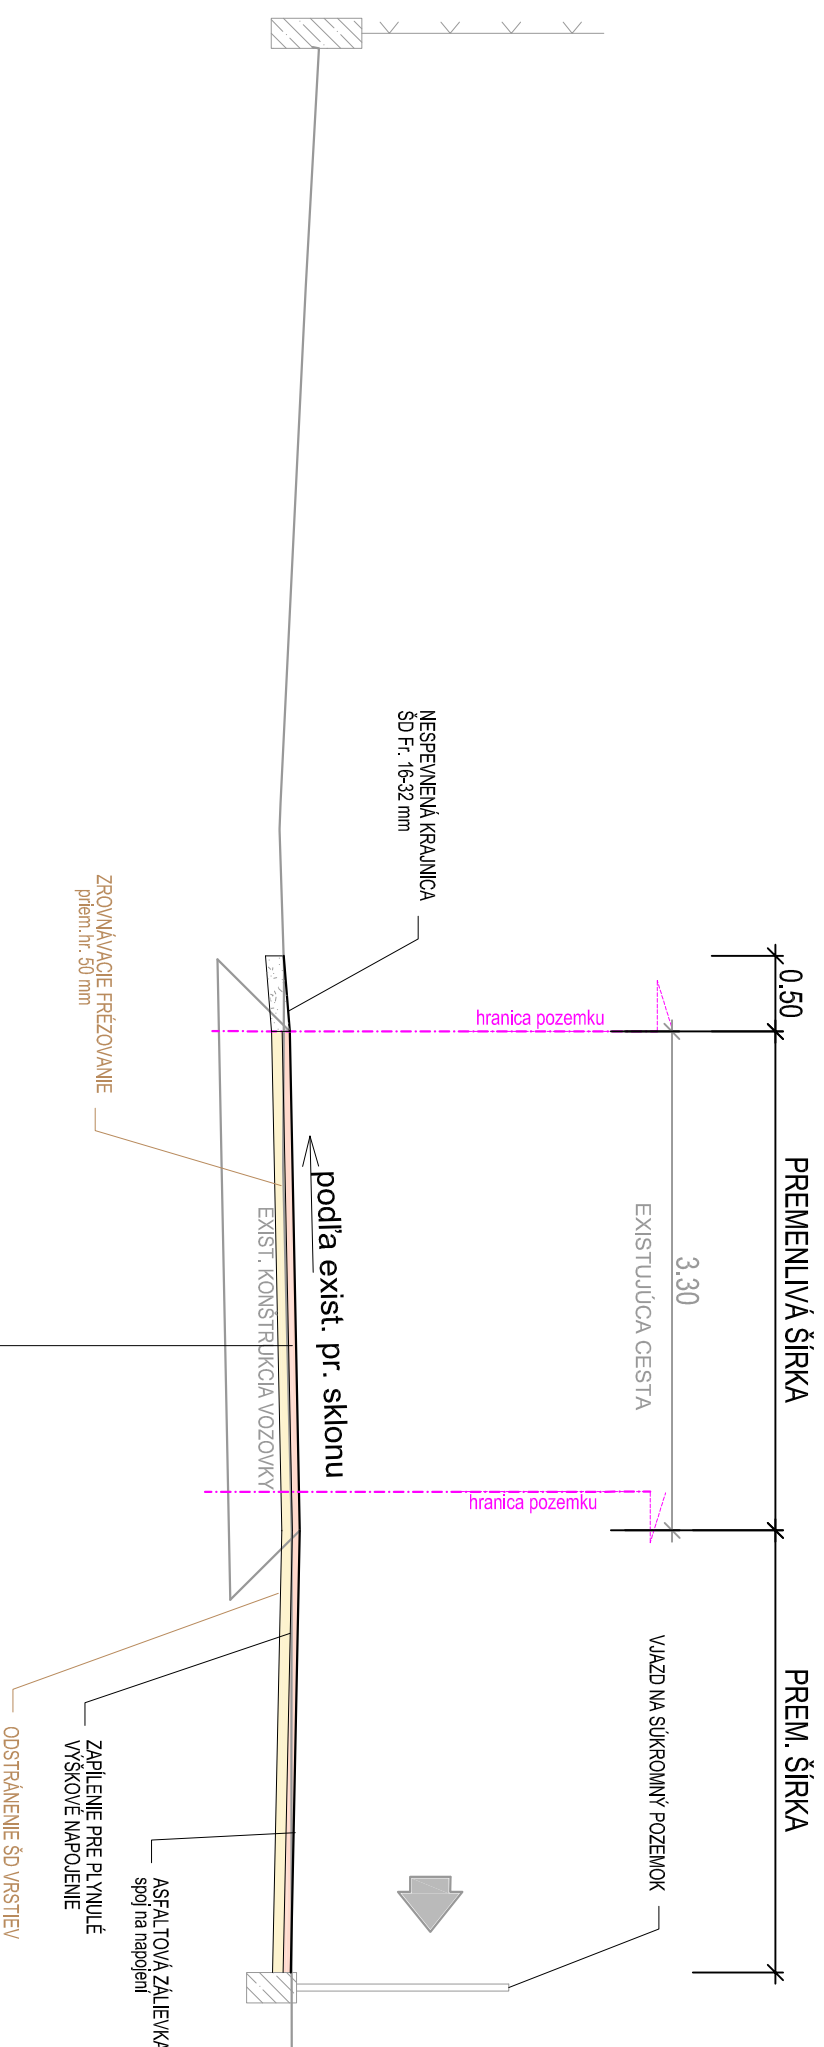 0.50
PREMENLIVÁ ŠÍRKA
PREM. ŠÍRKA
3.30
EXISTUJÚCA CESTA
VJAZD NA SÚKROMNÝ POZEMOK
hranica pozemku
hranica pozemku
NESPEVNENÁ KRAJNICA
ŠD Fr. 16-32 mm
podľa exist. pr. sklonu
EXIST. KONŠTRUKCIA VOZOVKY
ZROVNÁVACIE FRÉZOVANIE
priem.hr. 50 mm
ASFALTOVÁ ZÁLIEVKA
spoj na napojení
ZAPÍLENIE PRE PLYNULÉ
VÝŠKOVÉ NAPOJENIE
ODSTRÁNENIE ŠD VRSTIEV